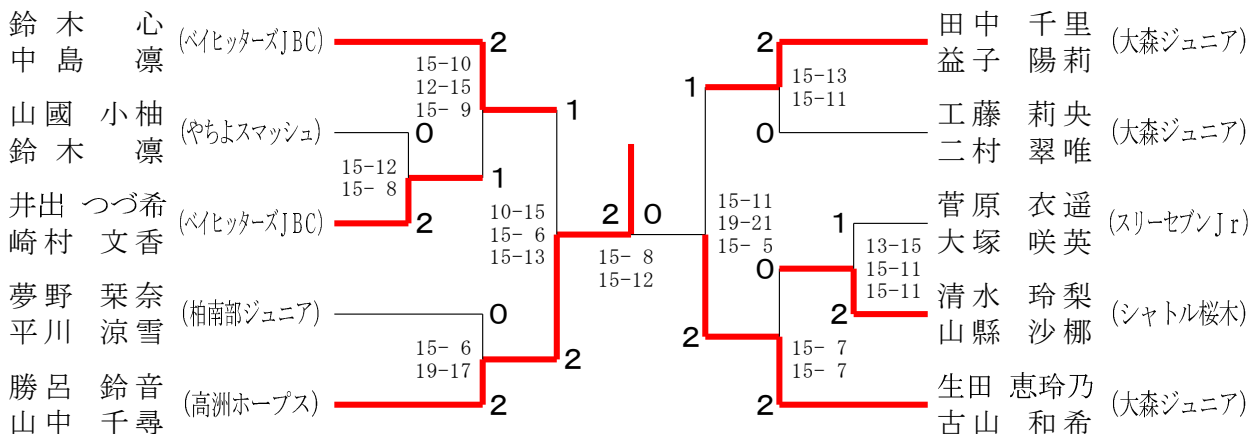 鈴木 心
中島 凛
(ベイヒッターズJBC)
2
15-10
12-15
15- 9
山國 小柚
鈴木 凛
(やちよスマッシュ)
0
15-12
15- 8
1
井出 つづ希
崎村 文香
(ベイヒッターズJBC)
2
1
10-15
15- 6
15-13
夢野 栞奈
平川 涼雪
(柏南部ジュニア)
0
15- 6
19-17
2
勝呂 鈴音
山中 千尋
(高洲ホープス)
2
2 0
15- 8
15-12
田中 千里
益子 陽莉
(大森ジュニア)
2
15-13
15-11
1
工藤 莉央
二村 翠唯
(大森ジュニア)
0
15-11
19-21
15- 5
菅原 衣遥
大塚 咲英
(スリーセブンJr)
1
13-15
15-11
15-11
0
清水 玲梨
山縣 沙梛
(シャトル桜木)
2
2
15- 7
15- 7
生田 恵玲乃
古山 和希
(大森ジュニア)
2